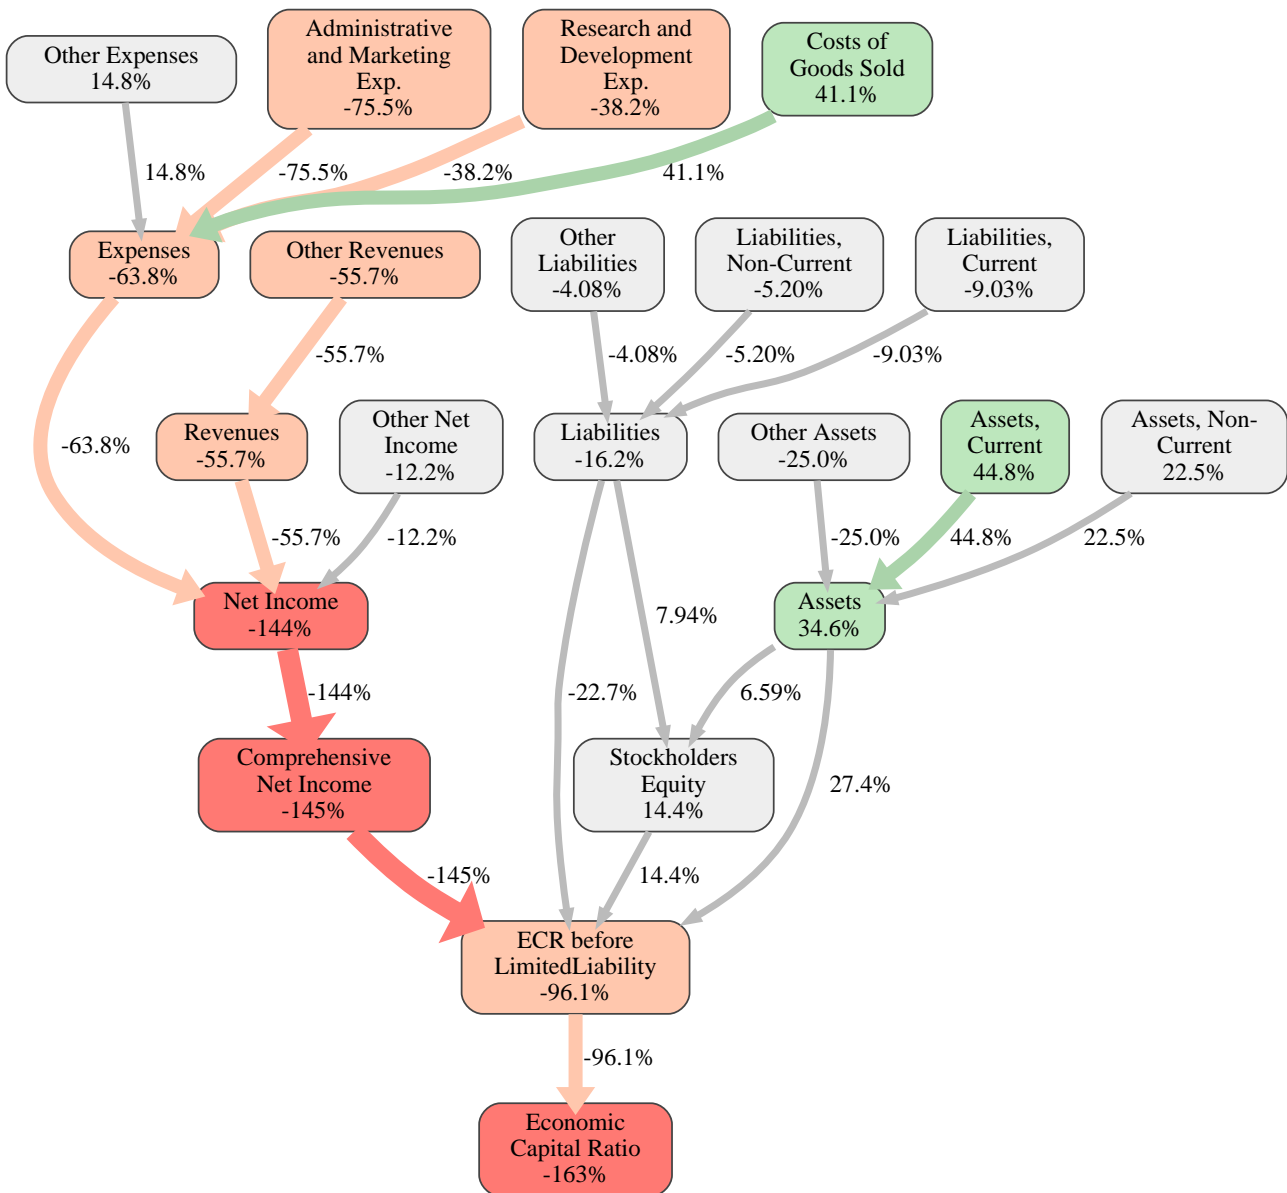 Other Expenses
14.8%
Administrative
and Marketing
Exp.
-75.5%
Research and
Development
Exp.
-38.2%
Costs of
Goods Sold
41.1%
14.8%
-75.5%
-38.2%
41.1%
Expenses
-63.8%
Other Revenues
-55.7%
Other
Liabilities
-4.08%
Liabilities,
Non-Current
-5.20%
Liabilities,
Current
-9.03%
-55.7%
-4.08%
-5.20%
-9.03%
-63.8%
Revenues
-55.7%
Other Net
Income
-12.2%
Liabilities
-16.2%
Other Assets
-25.0%
Assets,
Current
44.8%
Assets, Non-
Current
22.5%
-55.7%
-12.2%
-25.0%
44.8%
22.5%
Net Income
-144%
Assets
34.6%
7.94%
-144%
-22.7%
6.59%
Comprehensive
Net Income
-145%
Stockholders
Equity
14.4%
27.4%
-145%
14.4%
ECR before
LimitedLiability
-96.1%
-96.1%
Economic
Capital Ratio
-163%